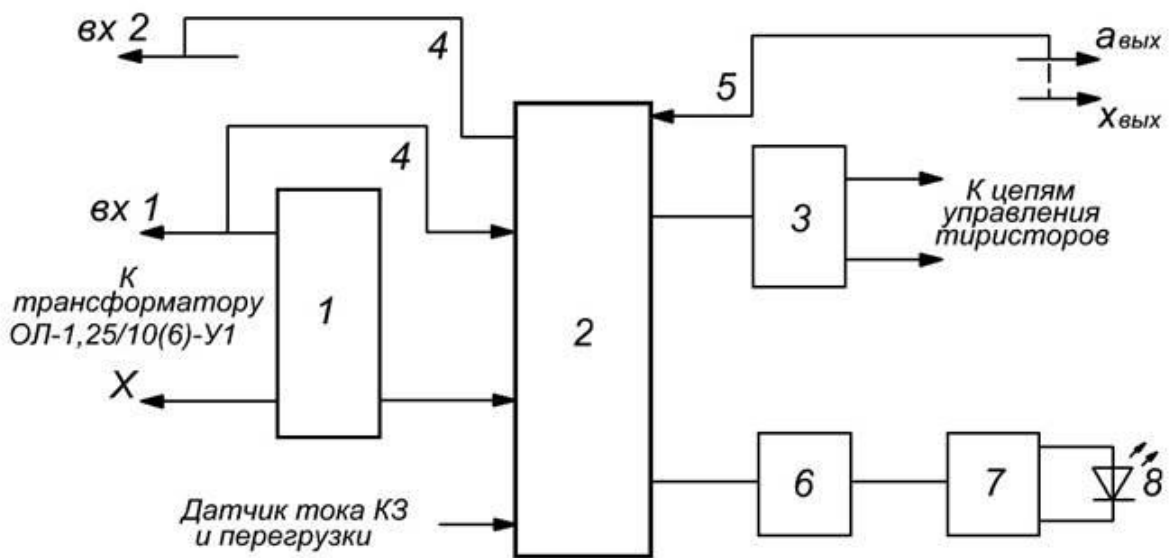 вх 2
4
5
aвых
xвых
4
вх 1
К
трансформатору
ОЛ-1,25/10(6)-У1
X
1
2
3
К цепям
управления
тиристоров
6
7
8
Датчик тока КЗ
и перегрузки